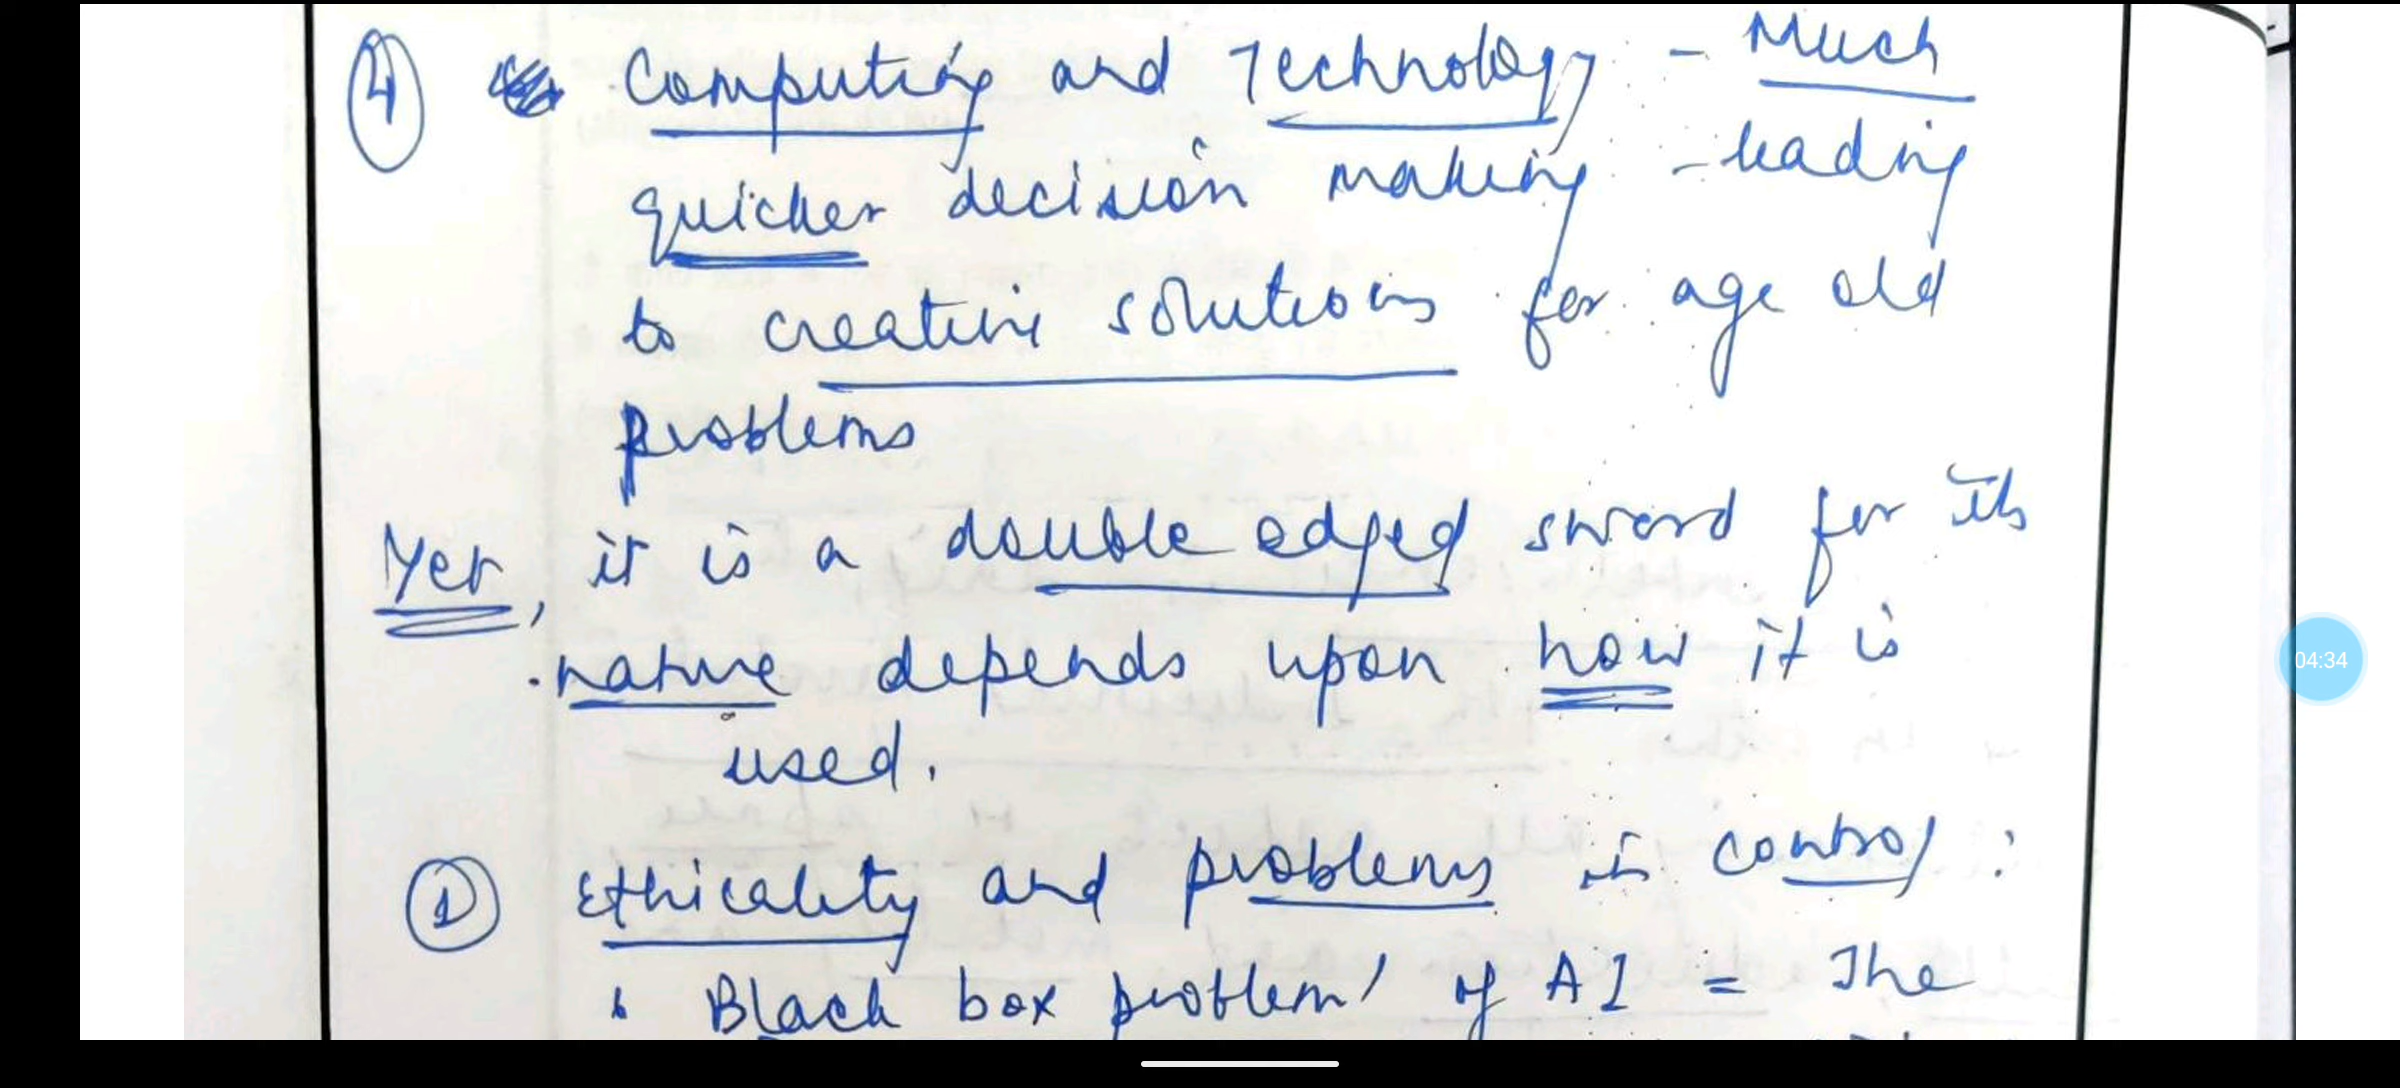 4 Computing and Technology - Much
quicker decision making - leading
to creative solutions for age old
problems
Yet, it is a double edged sword for its
nature depends upon how it is
used.
1 Ethicality and problems in control :
Black box problem' of AI = The
04:34